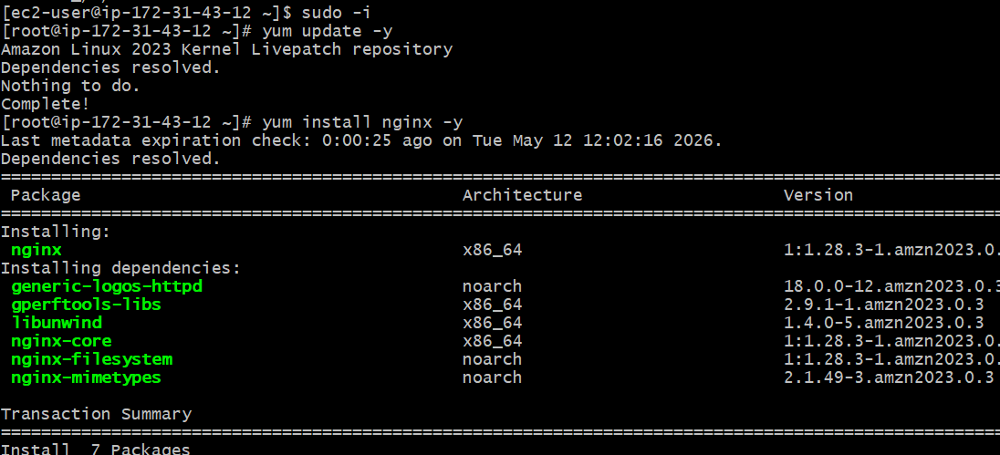 [ec2-user@ip-172-31-43-12 ~]$ sudo -i
[root@ip-172-31-43-12 ~]# yum update -y
Amazon Linux 2023 Kernel Livepatch repository
Dependencies resolved.
Nothing to do.
Complete!
[root@ip-172-31-43-12 ~]# yum install nginx -y
Last metadata expiration check: 0:00:25 ago on Tue May 12 12:02:16 2026.
Dependencies resolved.
================================================================================
Package Architecture Version
================================================================================
Installing:
nginx x86_64 1:1.28.3-1.amzn2023.0.
Installing dependencies:
generic-logos-httpd noarch 18.0.0-12.amzn2023.0.3
gperftools-libs x86_64 2.9.1-1.amzn2023.0.3
libunwind x86_64 1.4.0-5.amzn2023.0.3
nginx-core x86_64 1:1.28.3-1.amzn2023.0.
nginx-filesystem noarch 1:1.28.3-1.amzn2023.0.
nginx-mimetypes noarch 2.1.49-3.amzn2023.0.3
Transaction Summary
================================================================================
Install 7 Packages